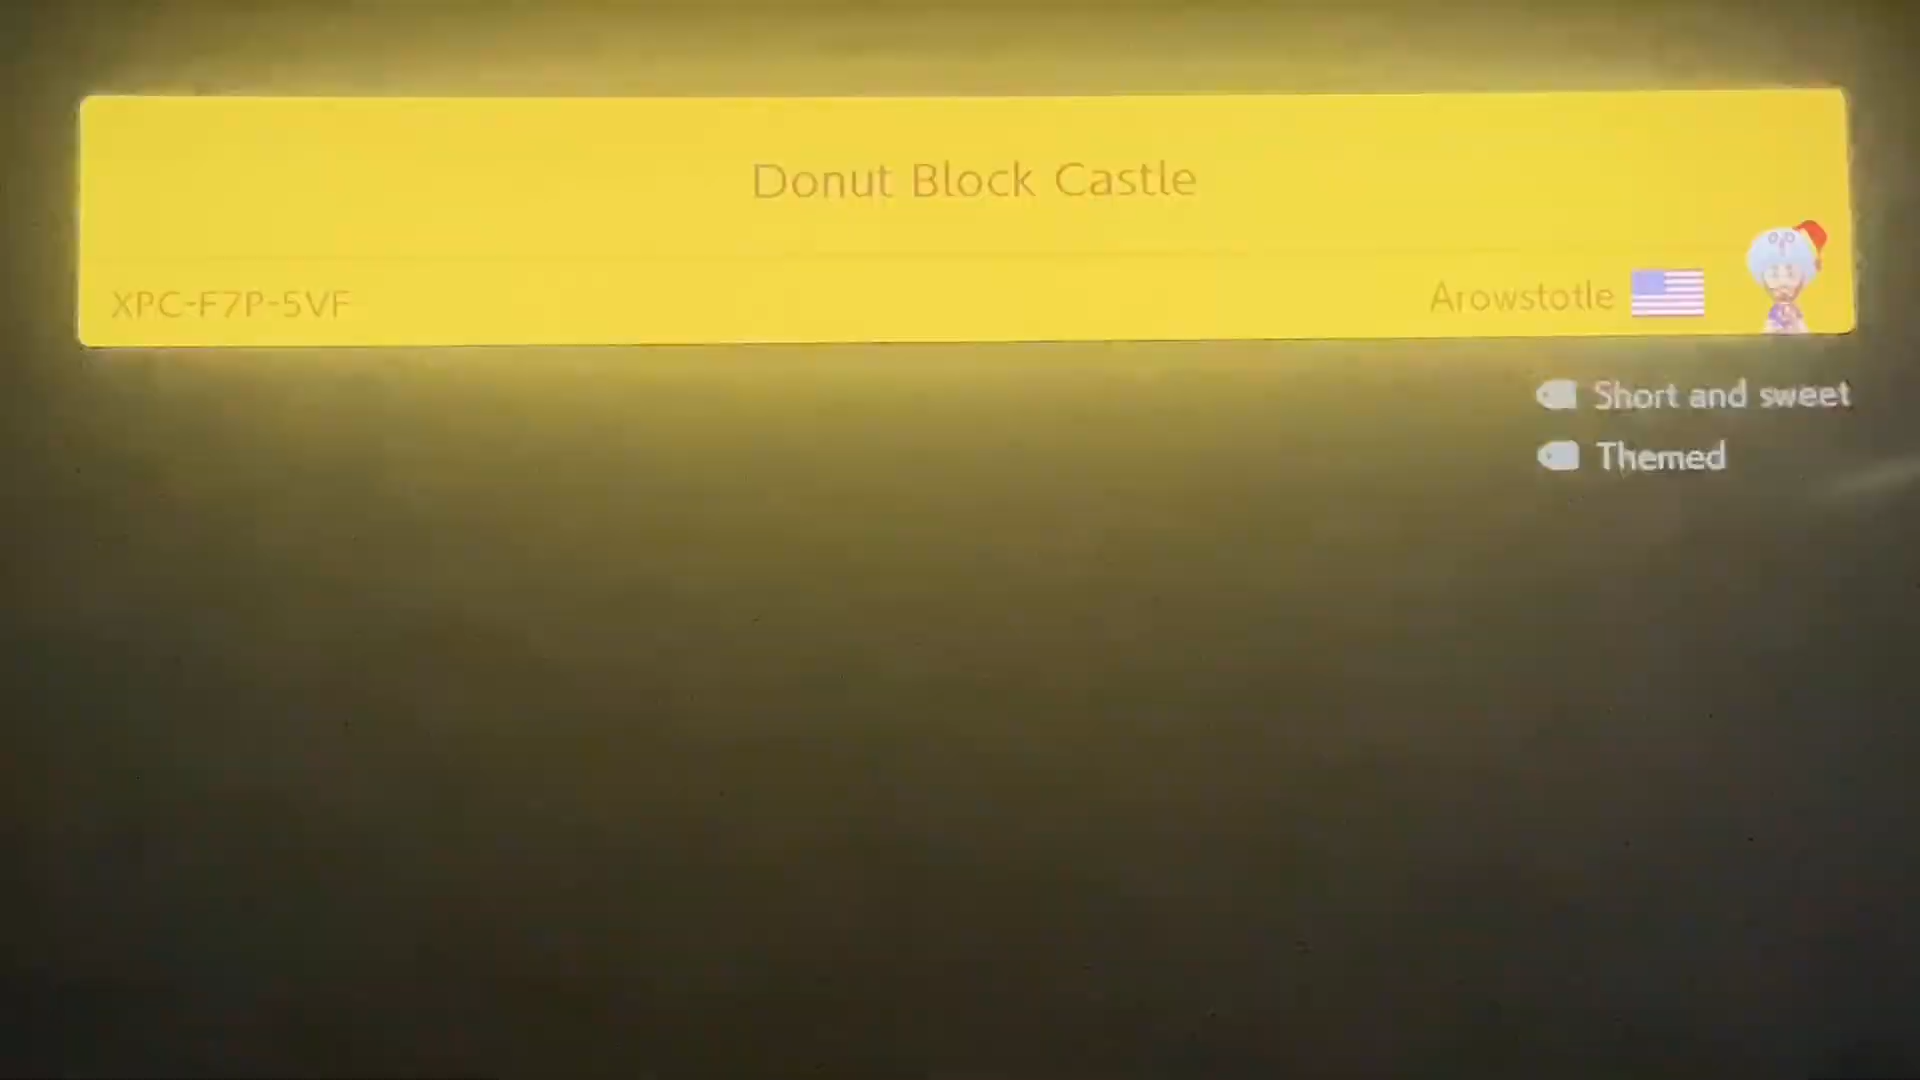 Donut Block Castle
XPC-F7P-5VF
Arowstotle
Short and sweet
Themed